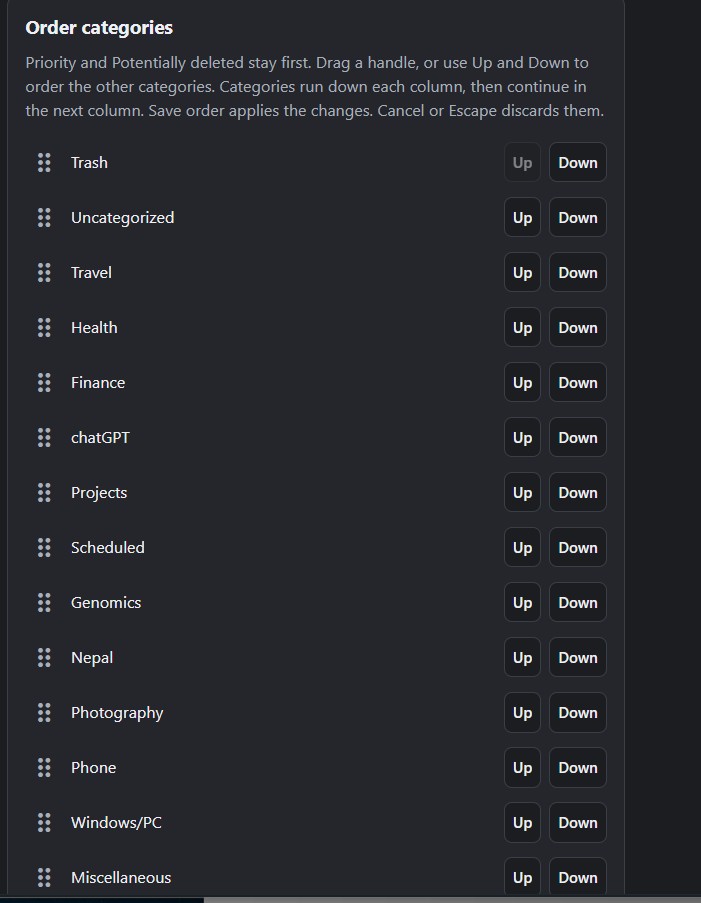 Order categories
Priority and Potentially deleted stay first. Drag a handle, or use Up and Down to
order the other categories. Categories run down each column, then continue in
the next column. Save order applies the changes. Cancel or Escape discards them.
Trash Up Down
Uncategorized Up Down
Travel Up Down
Health Up Down
Finance Up Down
chatGPT Up Down
Projects Up Down
Scheduled Up Down
Genomics Up Down
Nepal Up Down
Photography Up Down
Phone Up Down
Windows/PC Up Down
Miscellaneous Up Down